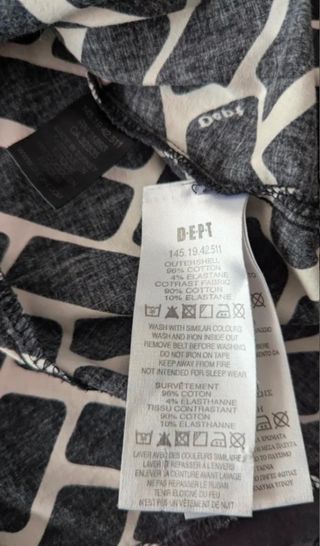 Dept
D·E·P·T
145.19.42.511
OUTERSHELL
96% COTTON
4% ELASTANE
COTRAST FABRIC
90% COTTON
10% ELASTANE
WASH WITH SIMILAR COLOURS
WASH AND IRON INSIDE OUT
REMOVE BELT BEFORE WASHING
DO NOT IRON ON TAPE
KEEP AWAY FROM FIRE
NOT INTENDED FOR SLEEP WEAR
SURVÊTEMENT
96% COTON
4% ELASTHANNE
TISSU CONTRASTANT
90% COTON
10% ELASTHANNE
LAVER AVEC DES COULEURS SIMILAIRE
LAVER ET REPASSER À L'ENVERS
ENLEVER LA CEINTURE AVANT LAVAGE
NE PAS REPASSER LE RUBAN
TENIR ELOIGNE DU FEU
N'EST PAS UN VÊTEMENT DE NUIT